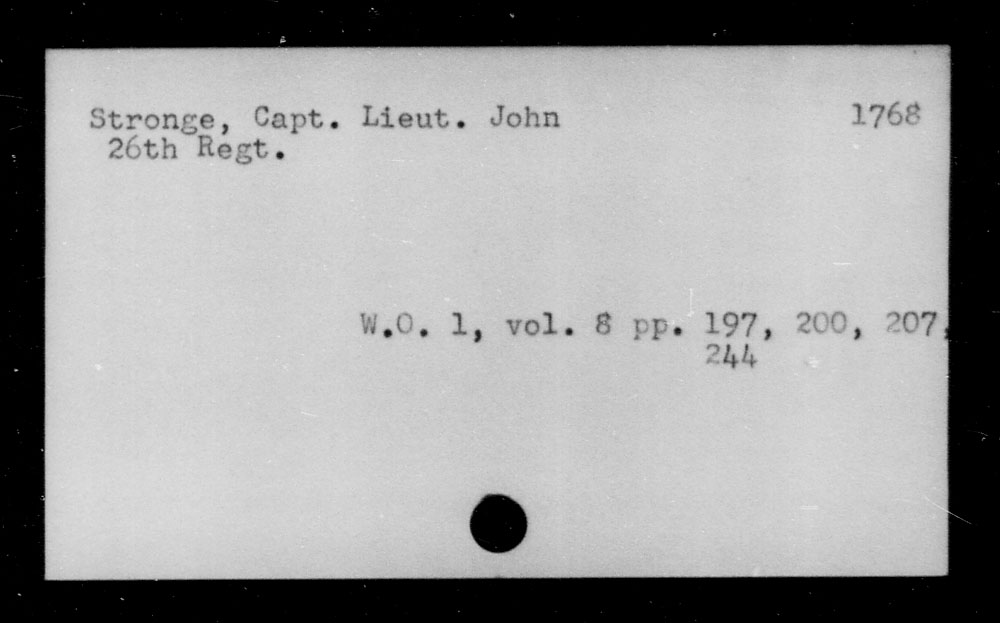 Stronge, Capt. Lieut. John 1768
26th Regt.
W.O. 1, vol. 8 pp. 197, 200, 207,
244